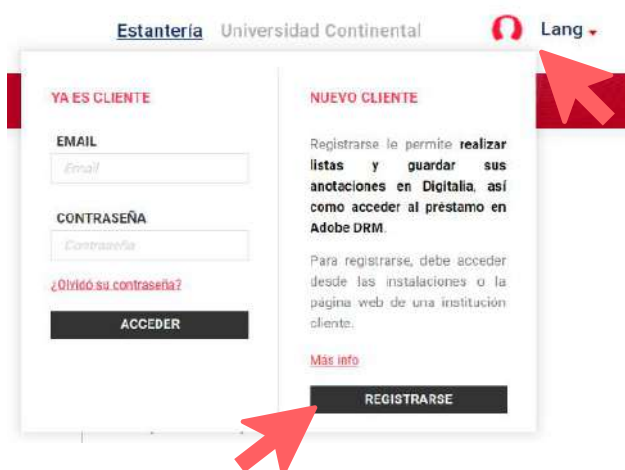 Estantería Universidad Continental Lang
YA ES CLIENTE
EMAIL
Email
CONTRASEÑA
Contraseña
¿Olvidó su contraseña?
ACCEDER
NUEVO CLIENTE
Registrarse le permite realizar
listas y guardar sus
anotaciones en Digitalia, así
como acceder al préstamo en
Adobe DRM.
Para registrarse, debe acceder
desde las instalaciones o la
página web de una institución
cliente.
Más info
REGISTRARSE